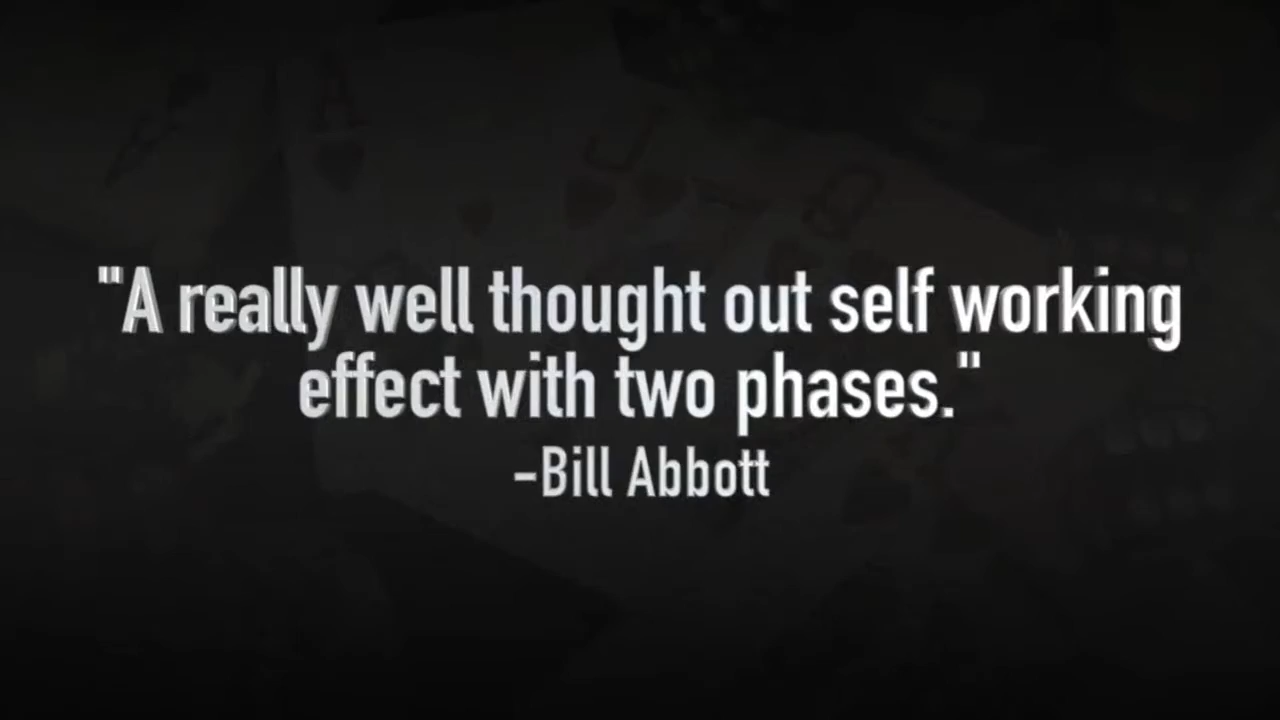 "A really well thought out self working
effect with two phases."
-Bill Abbott